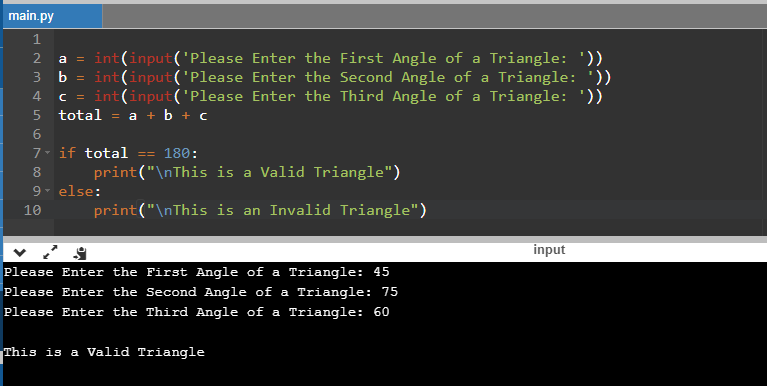 main.py
1
2 a = int(input('Please Enter the First Angle of a Triangle: '))
3 b = int(input('Please Enter the Second Angle of a Triangle: '))
4 c = int(input('Please Enter the Third Angle of a Triangle: '))
5 total = a + b + c
6
7 if total == 180:
8     print("\nThis is a Valid Triangle")
9 else:
10     print("\nThis is an Invalid Triangle")
input
Please Enter the First Angle of a Triangle: 45
Please Enter the Second Angle of a Triangle: 75
Please Enter the Third Angle of a Triangle: 60
This is a Valid Triangle